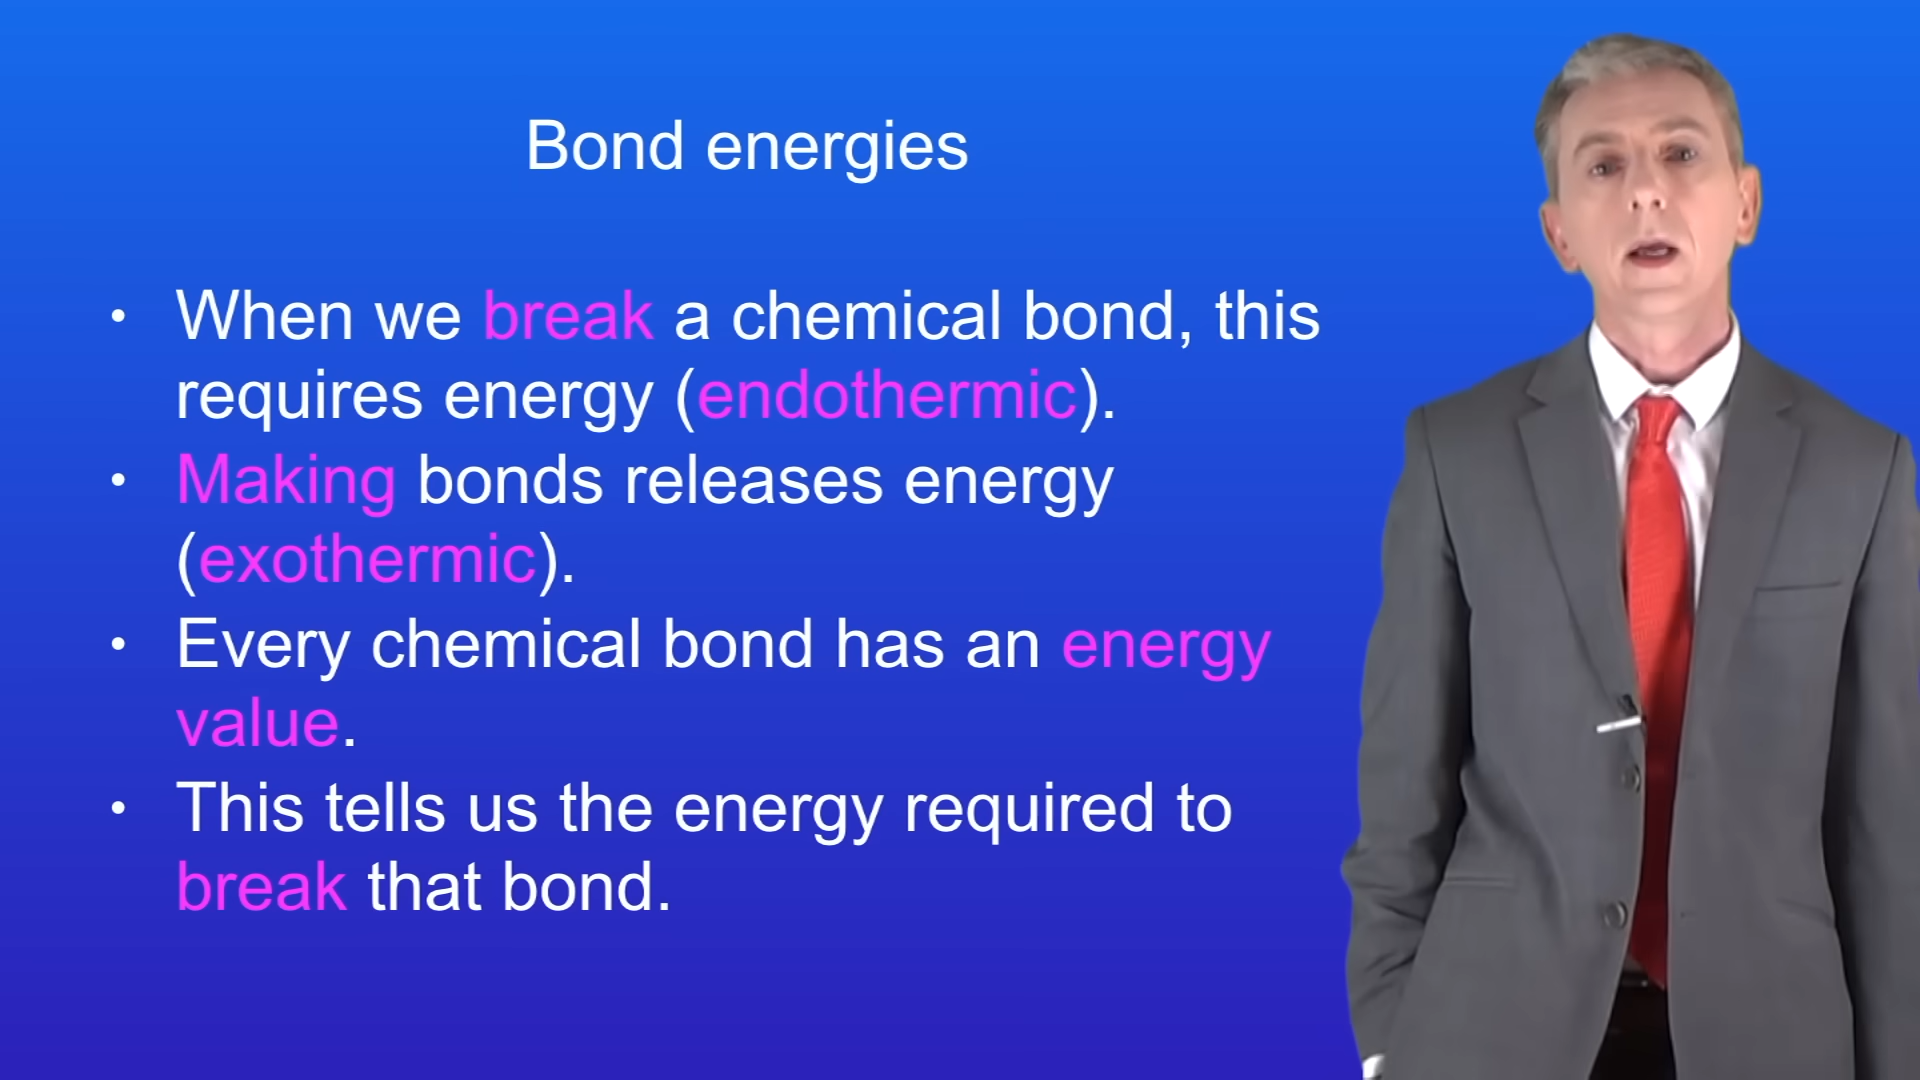 Bond energies
• When we break a chemical bond, this
requires energy (endothermic).
• Making bonds releases energy
(exothermic).
• Every chemical bond has an energy
value.
• This tells us the energy required to
break that bond.